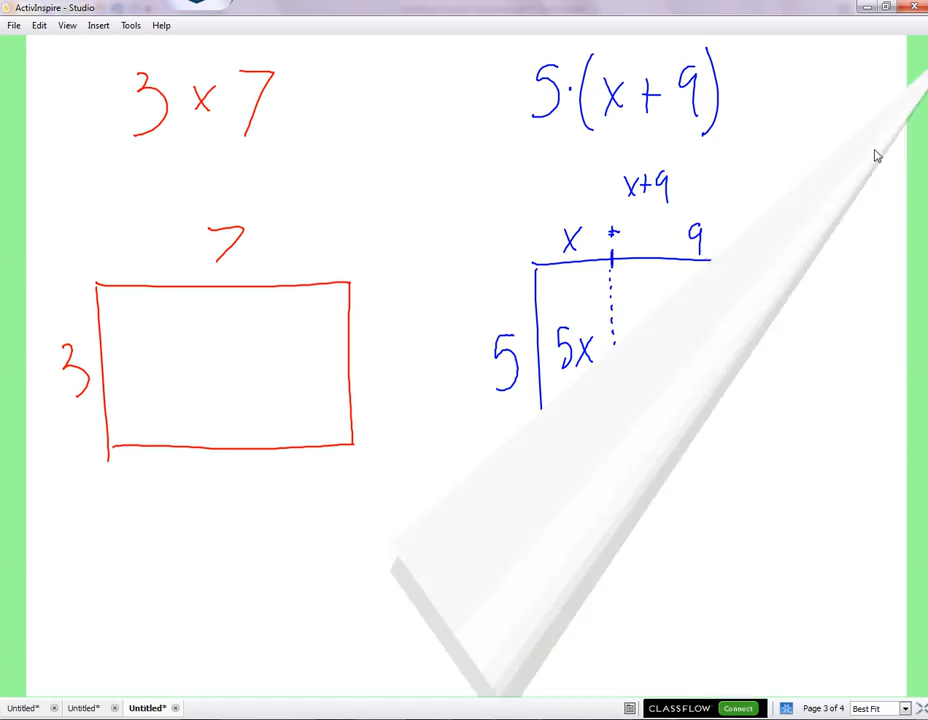 ActivInspire - Studio
File Edit View Insert Tools Help
3 x 7
5·(x+9)
x+9
7
x + 9
3
5
5x
Untitled* Untitled* Untitled*
CLASSFLOW Connect
Page 3 of 4
Best Fit